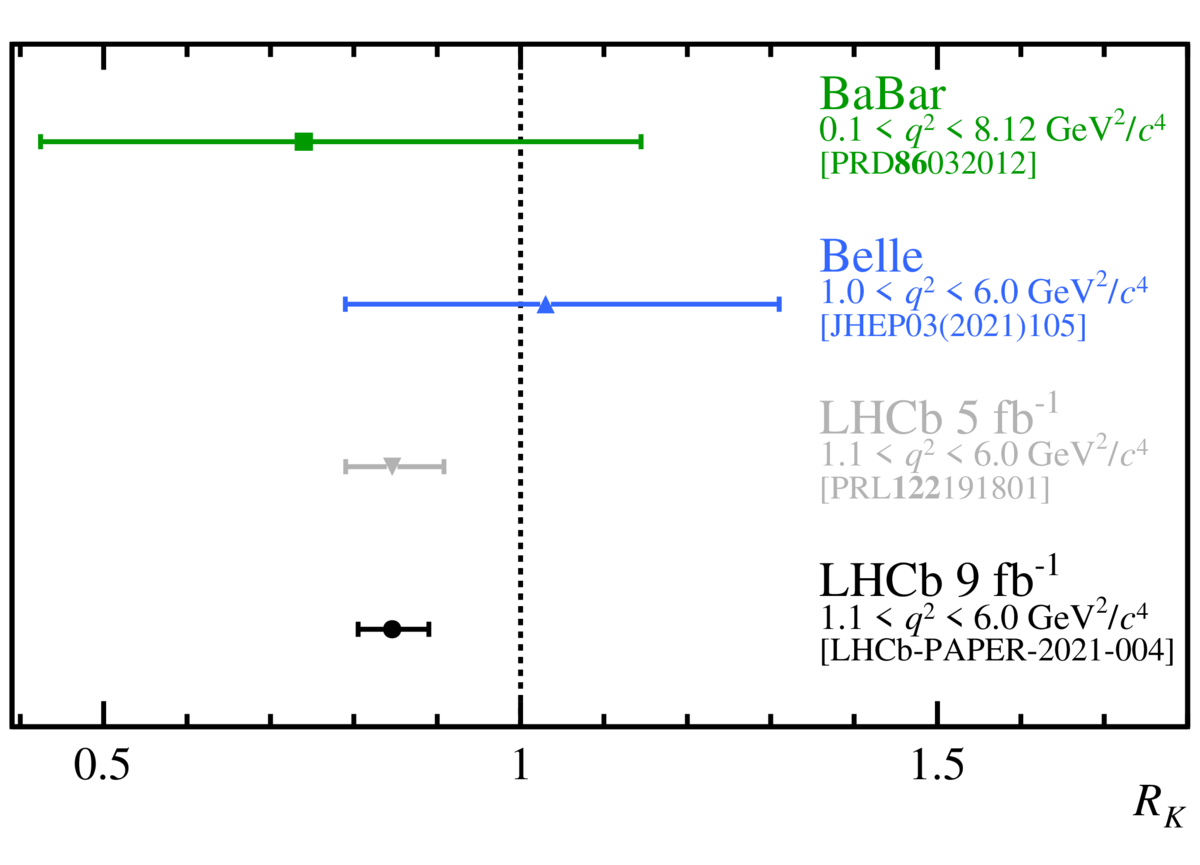 BaBar
0.1 < q² < 8.12 GeV²/c⁴
[PRD86032012]
Belle
1.0 < q² < 6.0 GeV²/c⁴
[JHEP03(2021)105]
LHCb 5 fb⁻¹
1.1 < q² < 6.0 GeV²/c⁴
[PRL122191801]
LHCb 9 fb⁻¹
1.1 < q² < 6.0 GeV²/c⁴
[LHCb-PAPER-2021-004]
0.5 1 1.5
R_K